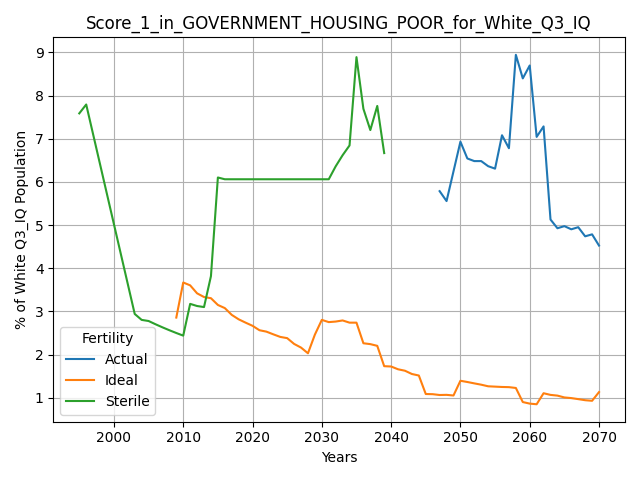 Score_1_in_GOVERNMENT_HOUSING_POOR_for_White_Q3_IQ
% of White Q3_IQ Population
9
8
7
6
5
4
3
2
1
Fertility
Actual
Ideal
Sterile
2000 2010 2020 2030 2040 2050 2060 2070
Years